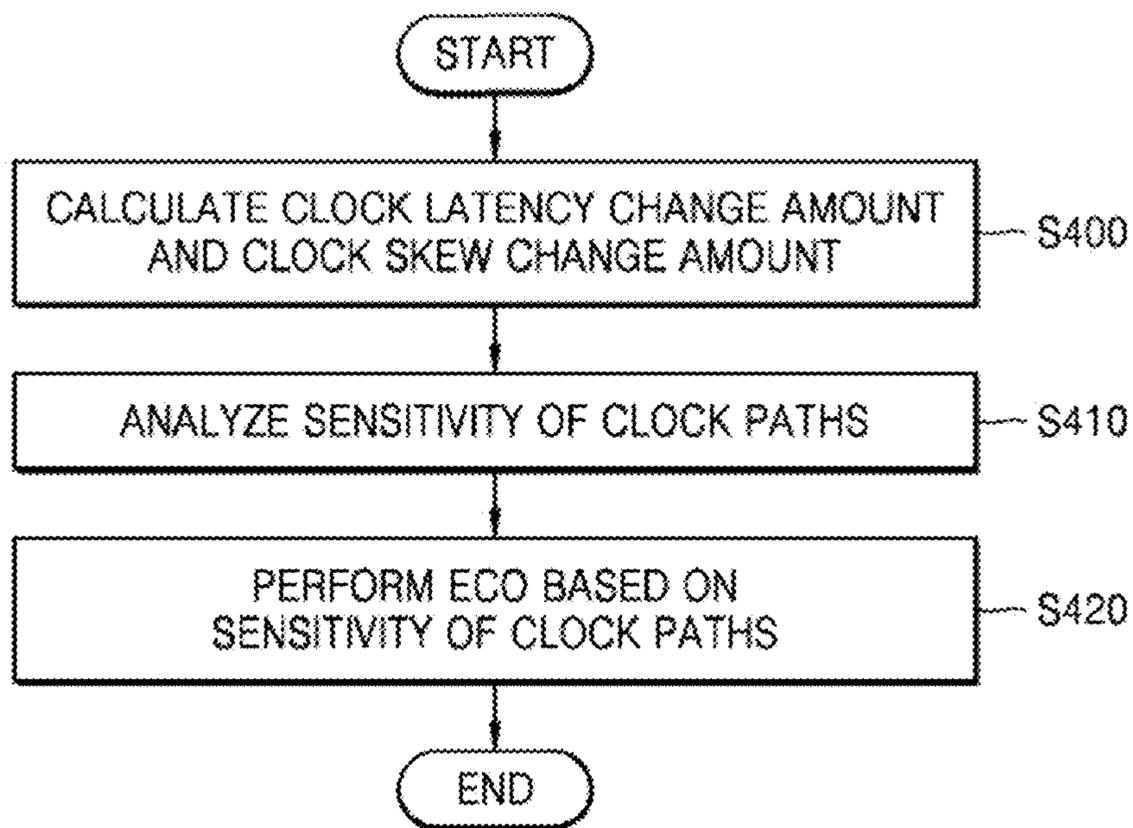 START
CALCULATE CLOCK LATENCY CHANGE AMOUNT
AND CLOCK SKEW CHANGE AMOUNT
S400
ANALYZE SENSITIVITY OF CLOCK PATHS
S410
PERFORM ECO BASED ON
SENSITIVITY OF CLOCK PATHS
S420
END